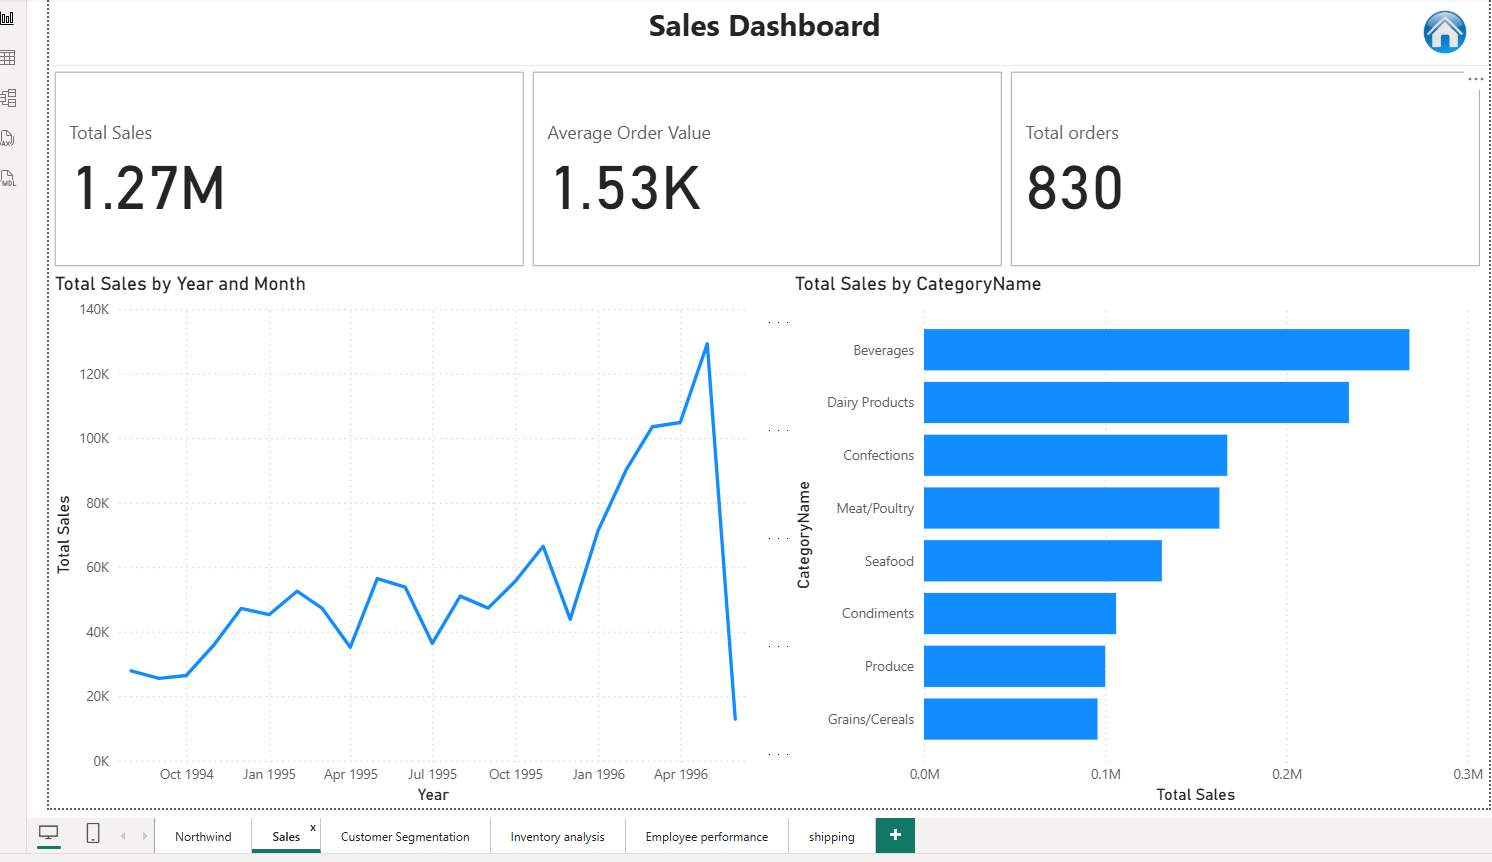 Sales Dashboard
Total Sales
1.27M
Average Order Value
1.53K
Total orders
830
Total Sales by Year and Month
140K
120K
100K
80K
60K
40K
20K
0K
Total Sales
Oct 1994 Jan 1995 Apr 1995 Jul 1995 Oct 1995 Jan 1996 Apr 1996
Year
Total Sales by CategoryName
CategoryName
Beverages
Dairy Products
Confections
Meat/Poultry
Seafood
Condiments
Produce
Grains/Cereals
0.0M 0.1M 0.2M 0.3M
Total Sales
Northwind Sales x Customer Segmentation Inventory analysis Employee performance shipping +